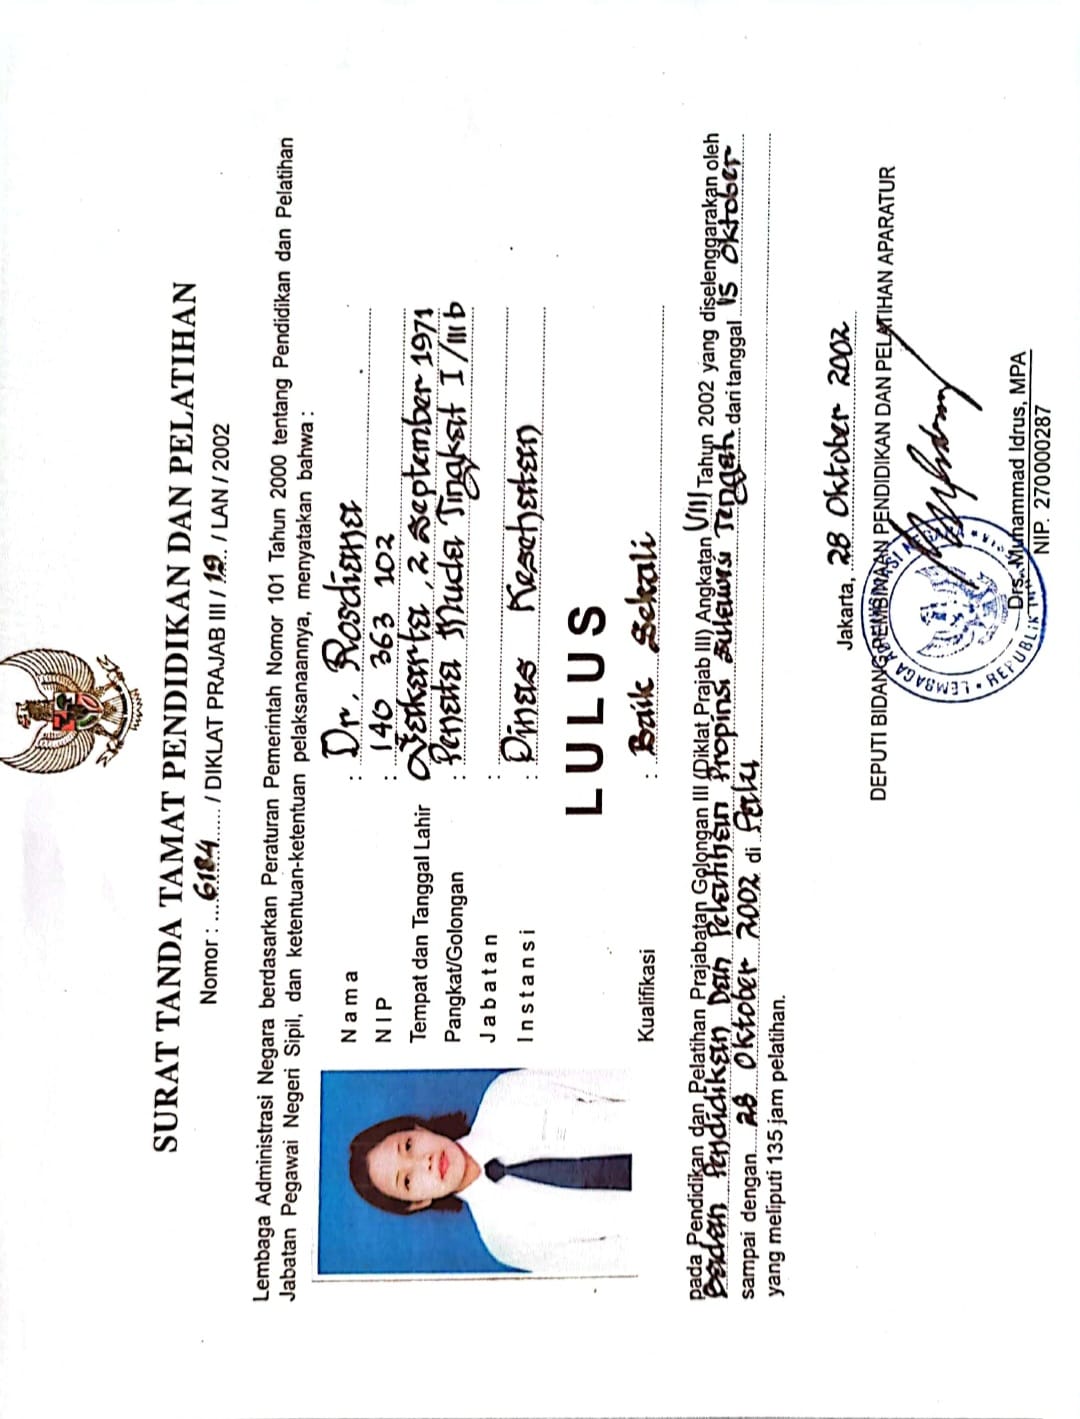 SURAT TANDA TAMAT PENDIDIKAN DAN PELATIHAN
Nomor : ...6184...... / DIKLAT PRAJAB III / 19.. / LAN / 2002
Lembaga Administrasi Negara berdasarkan Peraturan Pemerintah Nomor 101 Tahun 2000 tentang Pendidikan dan Pelatihan
Jabatan Pegawai Negeri Sipil, dan ketentuan-ketentuan pelaksanaannya, menyatakan bahwa :
Nama : Dr. Rosdiana
NIP : 140 363 102
Tempat dan Tanggal Lahir : Jakarta, 2 September 1971
Pangkat/Golongan : Penata Muda Tingkat I / III b
Jabatan :
Instansi : Dinas Kesehatan
LULUS
Kualifikasi : Baik Sekali
pada Pendidikan dan Pelatihan Prajabatan Golongan III (Diklat Prajab III) Angkatan VIII Tahun 2002 yang diselenggarakan oleh
Badan Pendidikan Dan Pelatihan Propinsi Sulawesi Tengah dari tanggal 15 Oktober
sampai dengan 28 Oktober 2002 di Palu
yang meliputi 135 jam pelatihan.
Jakarta, 28 Oktober 2002
DEPUTI BIDANG PEMBINAAN PENDIDIKAN DAN PELATIHAN APARATUR
LEMBAGA ADMINISTRASI NEGARA
REPUBLIK INDONESIA
Drs. Muhammad Idrus, MPA
NIP. 270000287